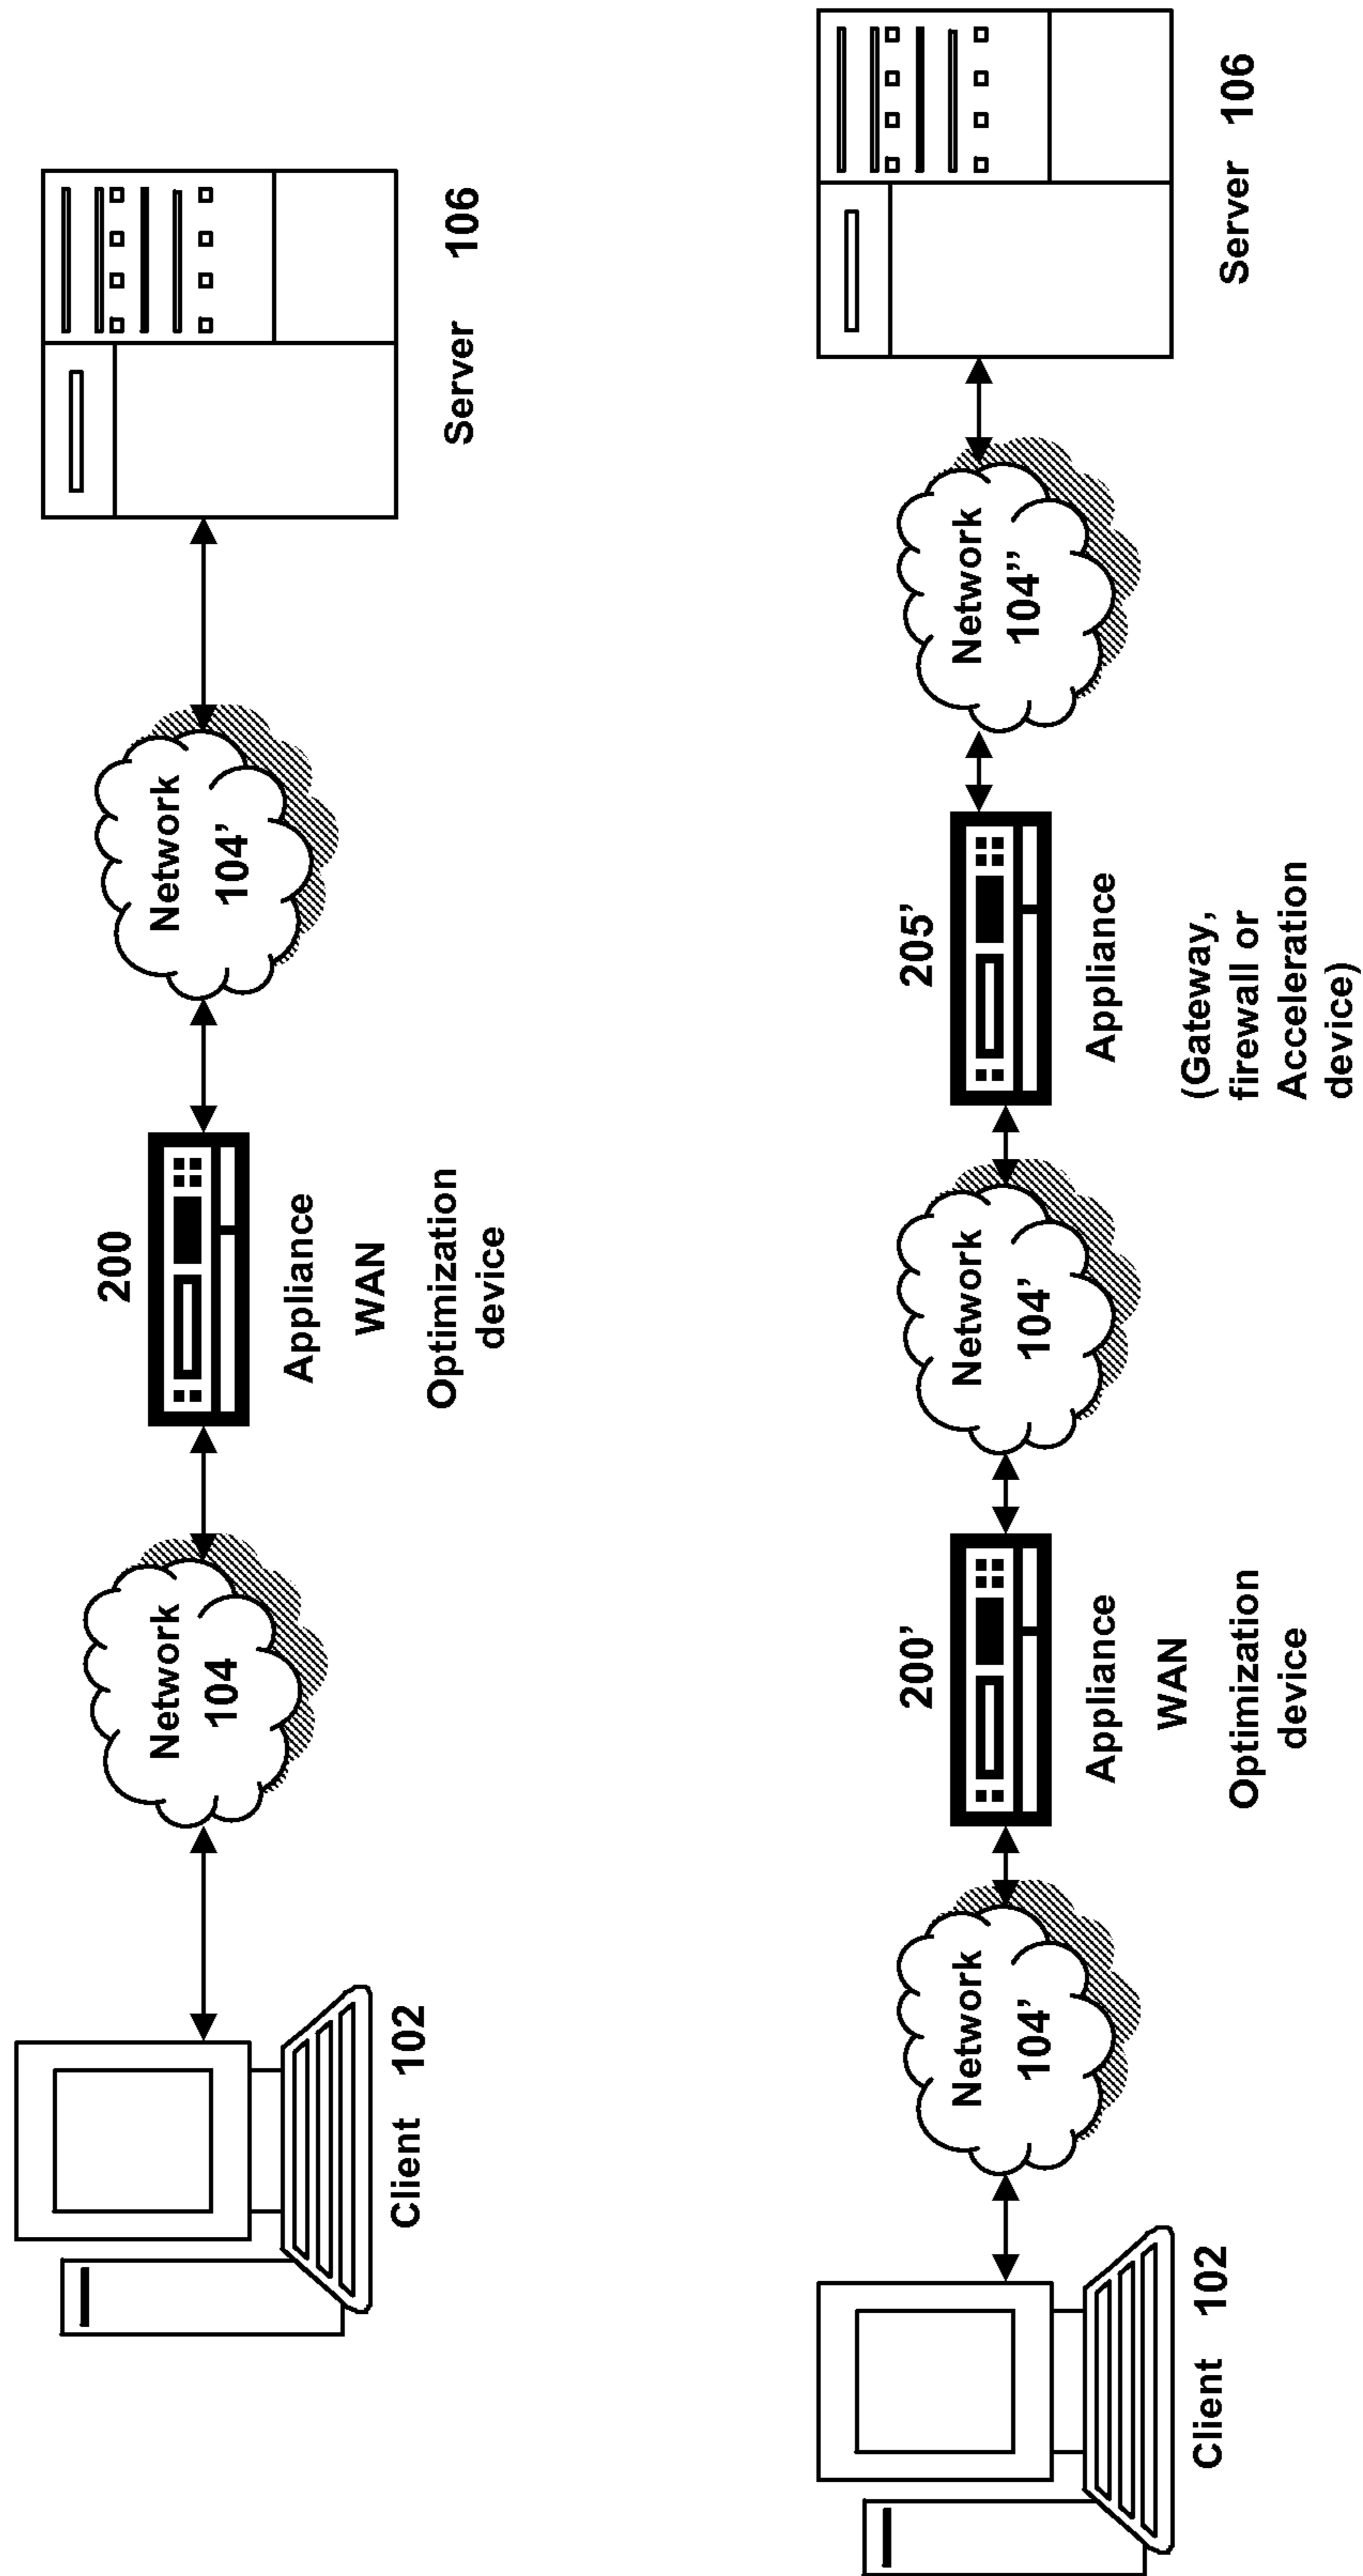 200
205’
200’
Client 102
Network
104
Appliance
WAN
Optimization
device
Network
104’
Server 106
Client 102
Network
104’
Appliance
WAN
Optimization
device
Network
104’
Appliance
(Gateway,
firewall or
Acceleration
device)
Network
104’’
Server 106